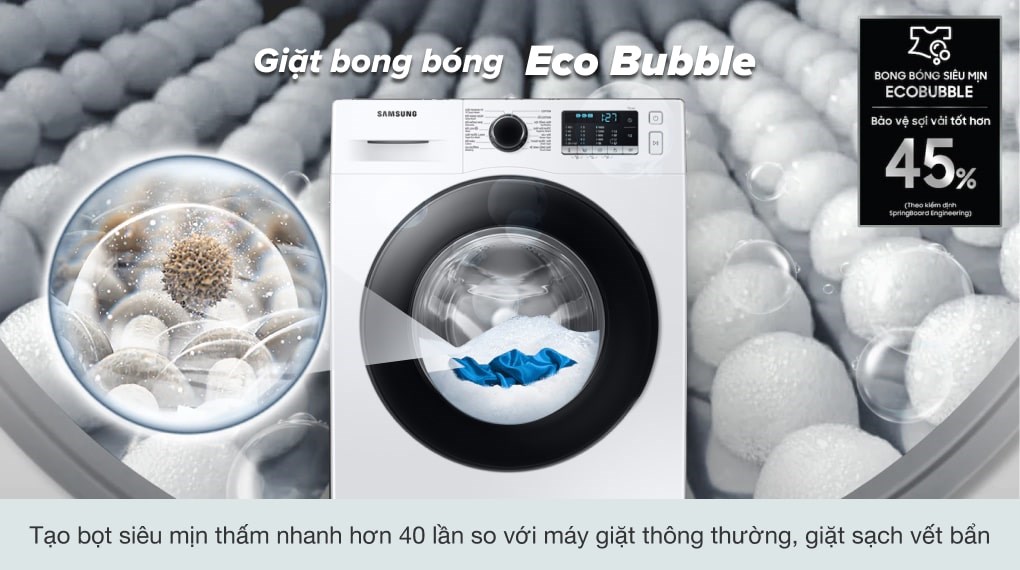 Giặt bong bóng Eco Bubble
SAMSUNG
1:27
BONG BÓNG SIÊU MỊN
ECOBUBBLE
Bảo vệ sợi vải tốt hơn
45%
(Theo kiểm định
SpringBoard Engineering)
Tạo bọt siêu mịn thấm nhanh hơn 40 lần so với máy giặt thông thường, giặt sạch vết bẩn